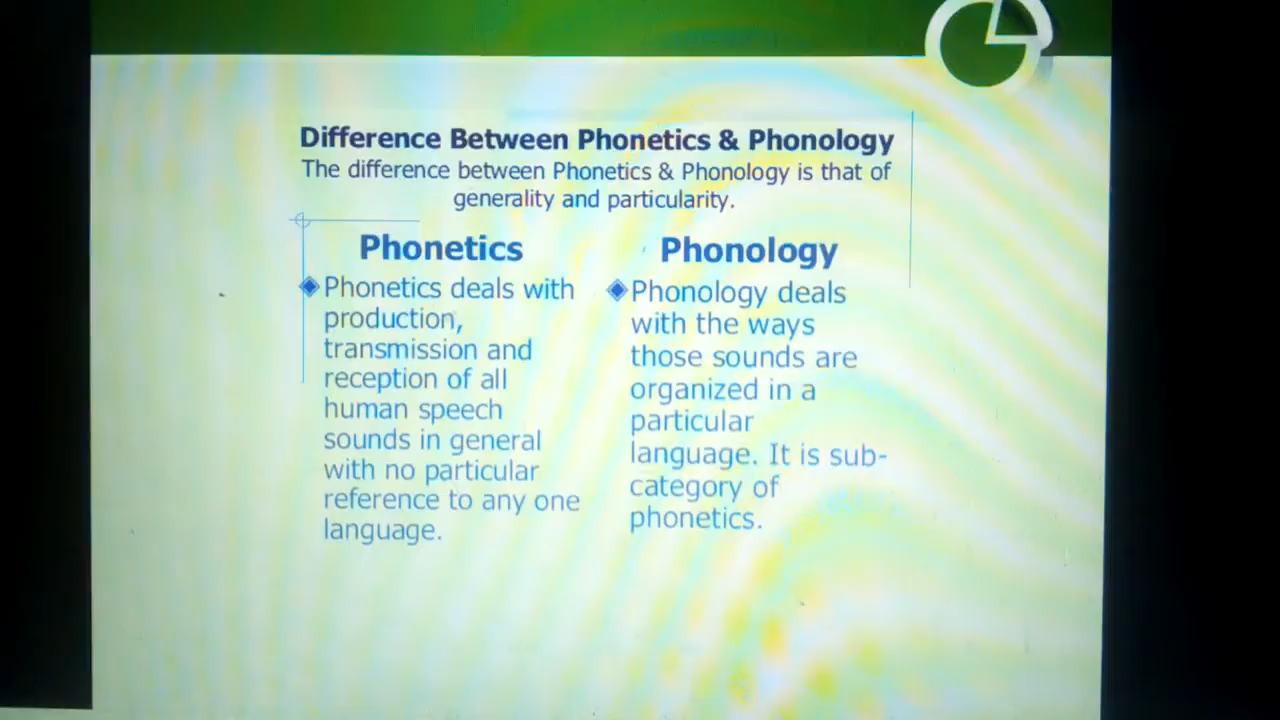 Difference Between Phonetics & Phonology
The difference between Phonetics & Phonology is that of
generality and particularity.
Phonetics
Phonetics deals with
production,
transmission and
reception of all
human speech
sounds in general
with no particular
reference to any one
language.
Phonology
Phonology deals
with the ways
those sounds are
organized in a
particular
language. It is sub-
category of
phonetics.